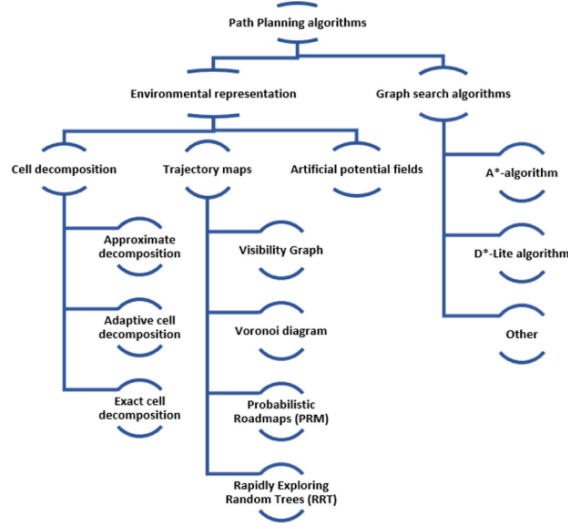 Path Planning algorithms
Environmental representation
Graph search algorithms
Cell decomposition
Trajectory maps
Artificial potential fields
Approximate
decomposition
Adaptive cell
decomposition
Exact cell
decomposition
Visibility Graph
Voronoi diagram
Probabilistic
Roadmaps (PRM)
Rapidly Exploring
Random Trees (RRT)
A*-algorithm
D*-Lite algorithm
Other